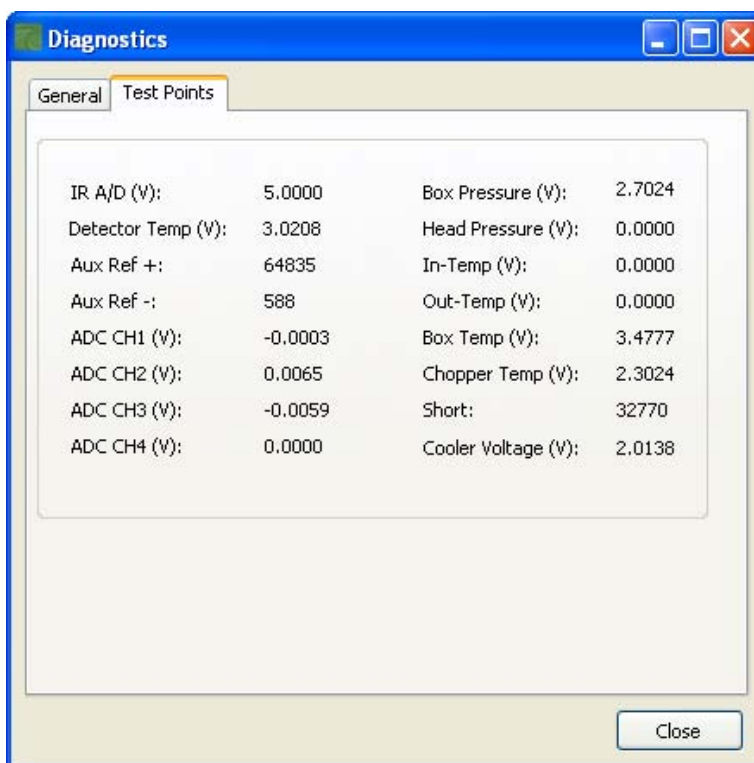 Diagnostics
General Test Points
IR A/D (V): 5.0000
Detector Temp (V): 3.0208
Aux Ref +: 64835
Aux Ref -: 588
ADC CH1 (V): -0.0003
ADC CH2 (V): 0.0065
ADC CH3 (V): -0.0059
ADC CH4 (V): 0.0000
Box Pressure (V): 2.7024
Head Pressure (V): 0.0000
In-Temp (V): 0.0000
Out-Temp (V): 0.0000
Box Temp (V): 3.4777
Chopper Temp (V): 2.3024
Short: 32770
Cooler Voltage (V): 2.0138
Close